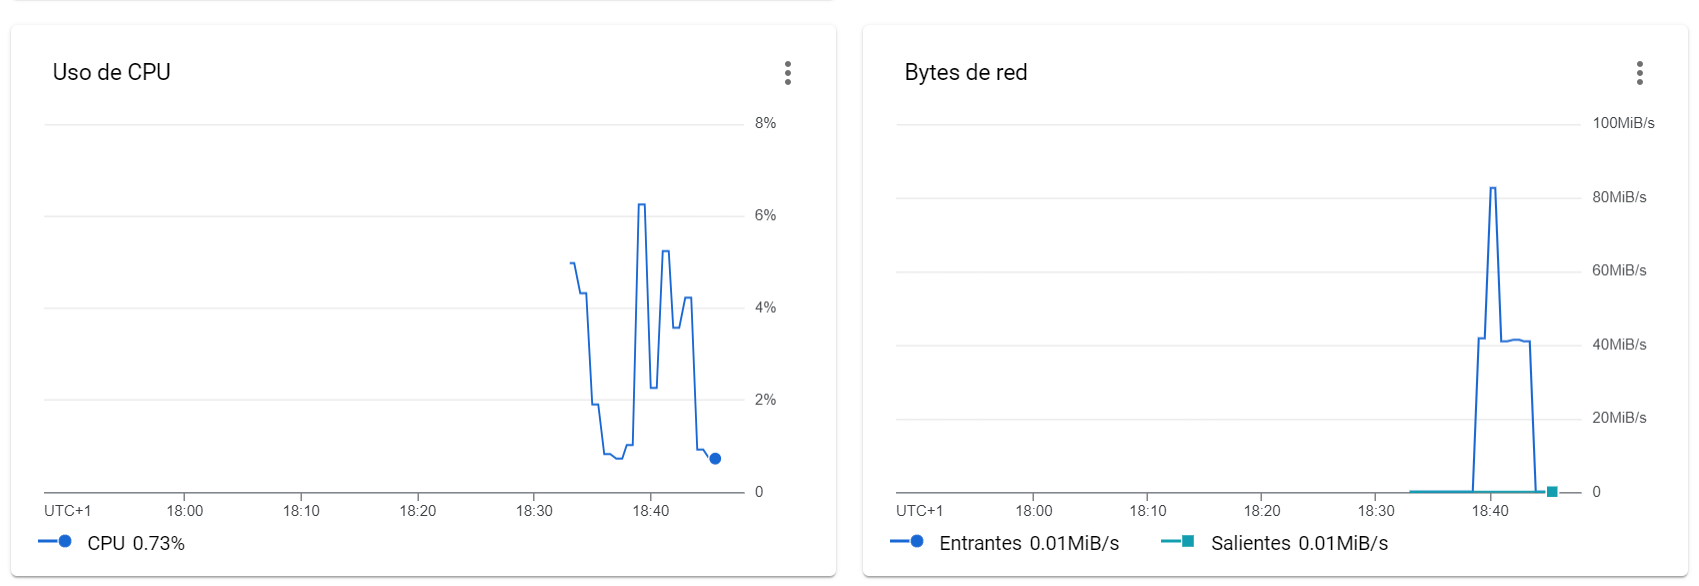 Uso de CPU
8%
6%
4%
2%
0
UTC+1 18:00 18:10 18:20 18:30 18:40
CPU 0.73%
Bytes de red
100MiB/s
80MiB/s
60MiB/s
40MiB/s
20MiB/s
0
UTC+1 18:00 18:10 18:20 18:30 18:40
Entrantes 0.01MiB/s Salientes 0.01MiB/s